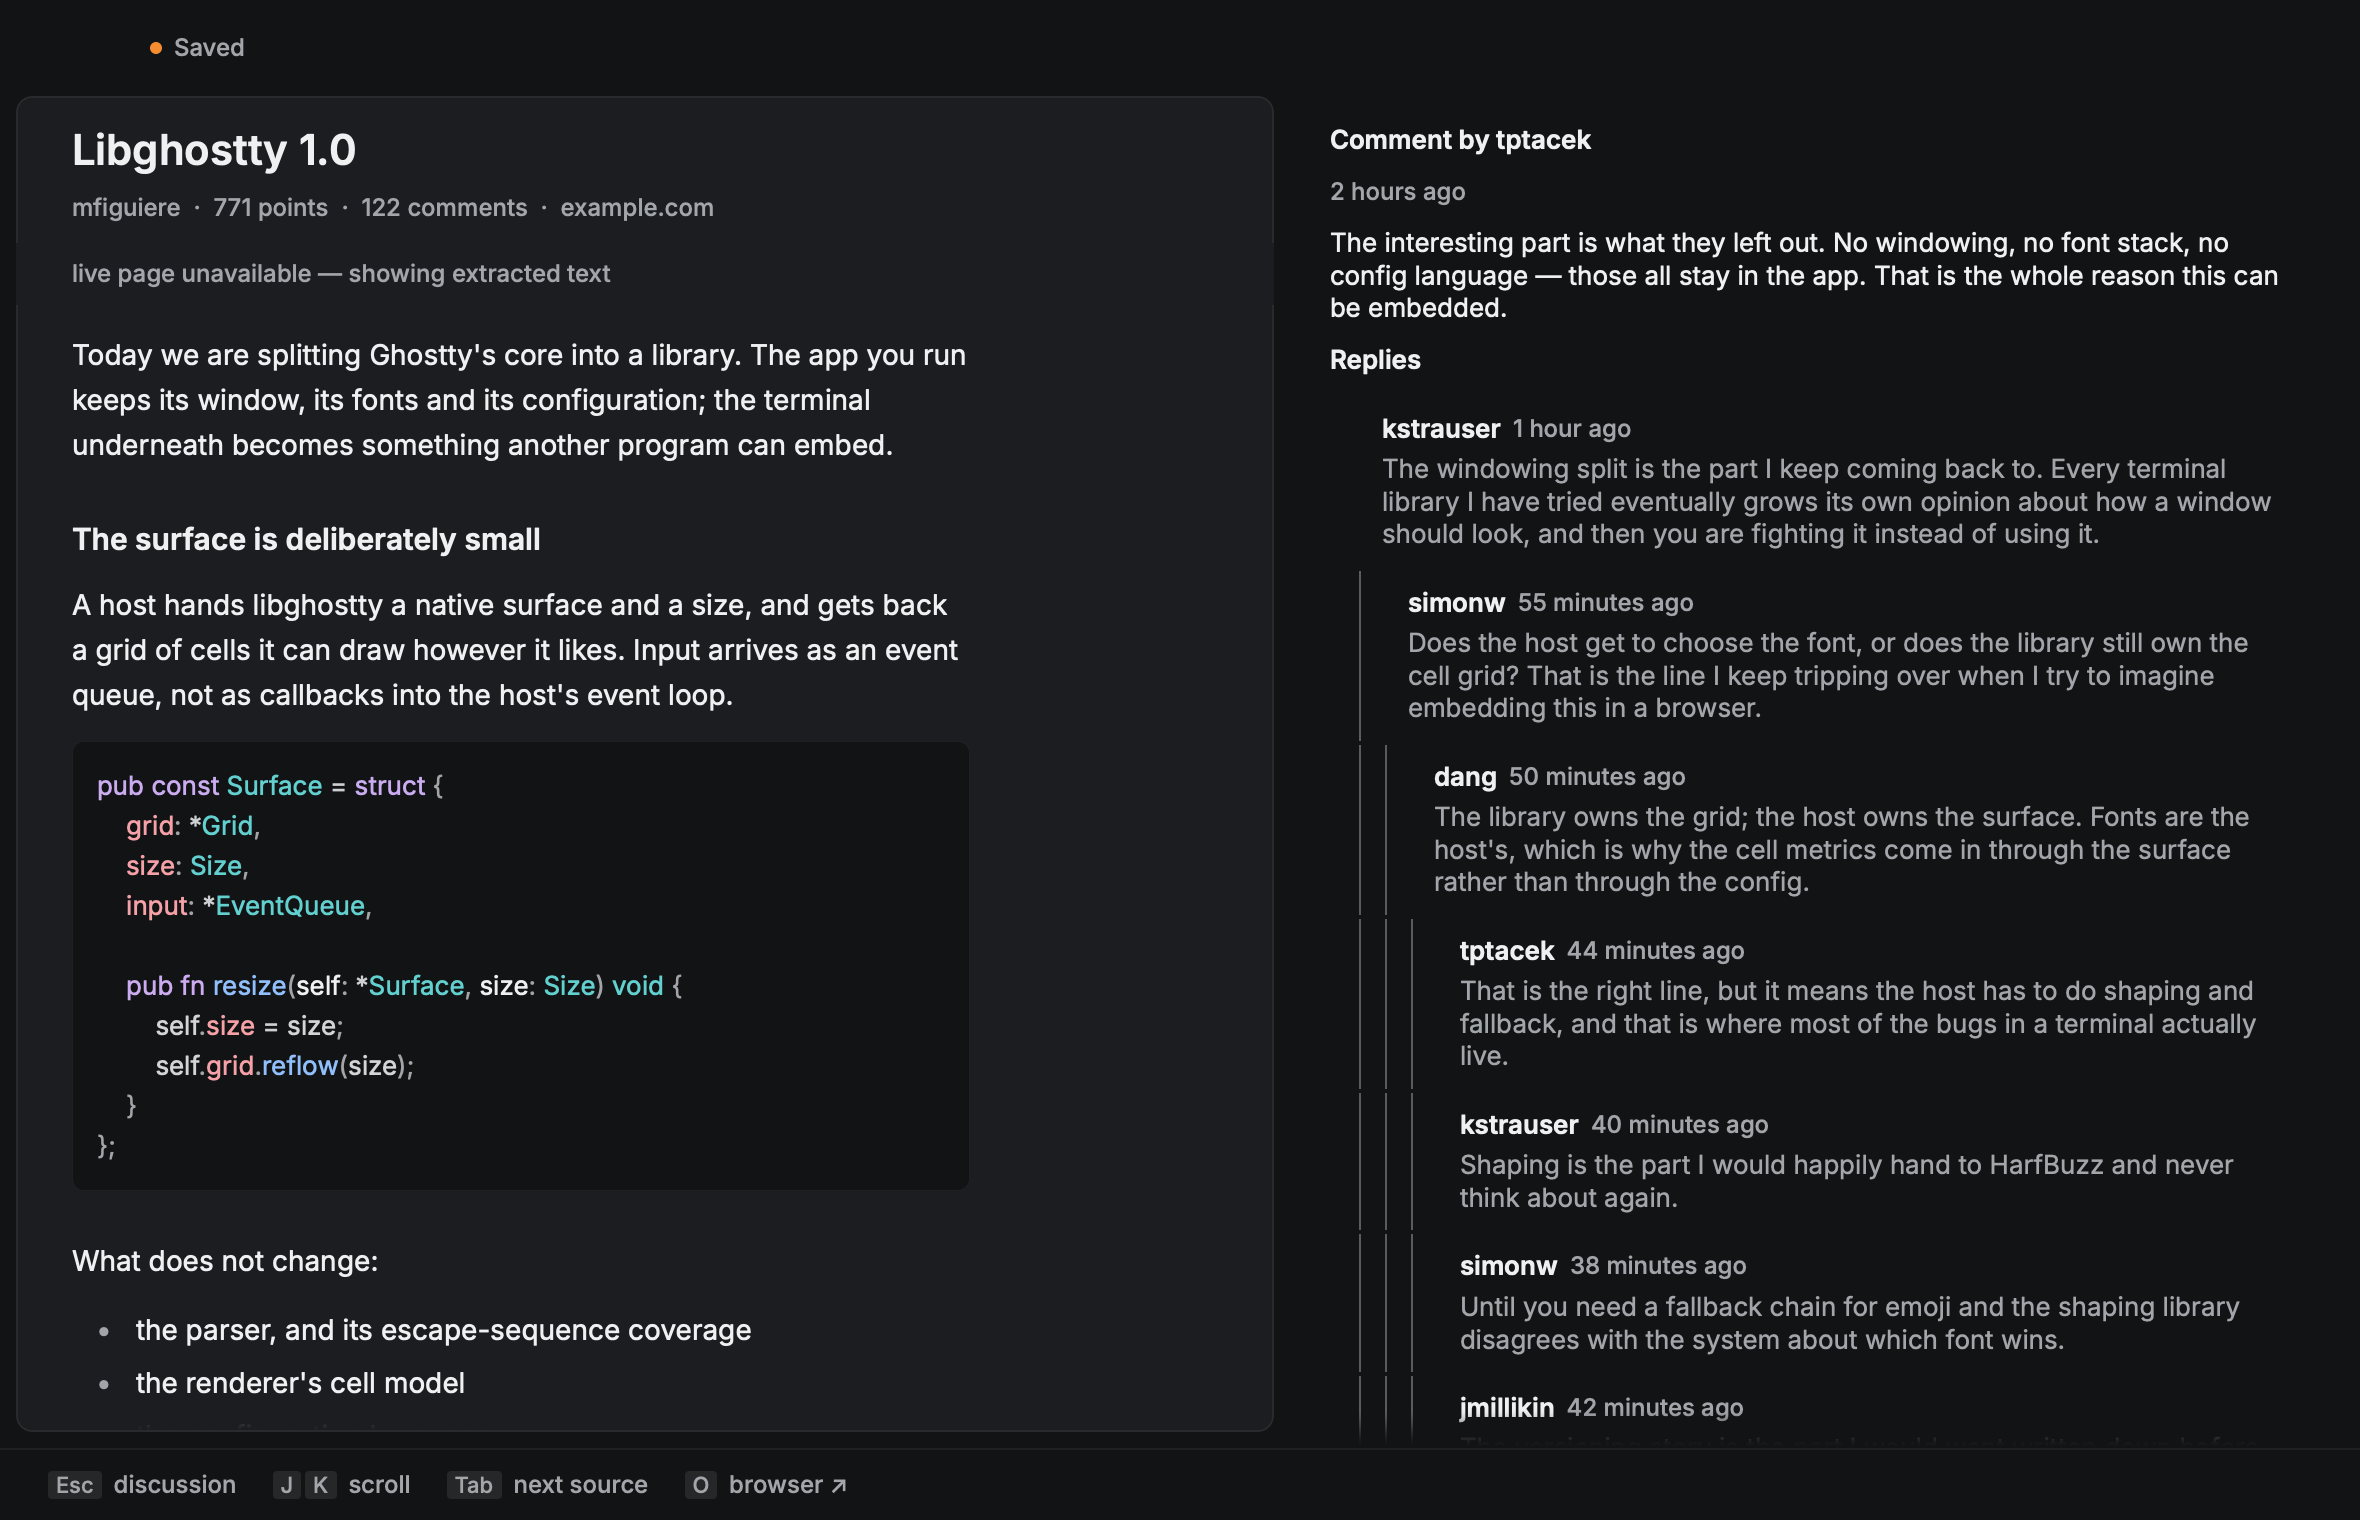 Saved
Libghostty 1.0
mfiguiere · 771 points · 122 comments · example.com
live page unavailable — showing extracted text
Today we are splitting Ghostty's core into a library. The app you run
keeps its window, its fonts and its configuration; the terminal
underneath becomes something another program can embed.
The surface is deliberately small
A host hands libghostty a native surface and a size, and gets back
a grid of cells it can draw however it likes. Input arrives as an event
queue, not as callbacks into the host's event loop.
pub const Surface = struct {
grid: *Grid,
size: Size,
input: *EventQueue,
pub fn resize(self: *Surface, size: Size) void {
self.size = size;
self.grid.reflow(size);
}
};
What does not change:
• the parser, and its escape-sequence coverage
• the renderer's cell model
Comment by tptacek
2 hours ago
The interesting part is what they left out. No windowing, no font stack, no
config language — those all stay in the app. That is the whole reason this can
be embedded.
Replies
kstrauser 1 hour ago
The windowing split is the part I keep coming back to. Every terminal
library I have tried eventually grows its own opinion about how a window
should look, and then you are fighting it instead of using it.
simonw 55 minutes ago
Does the host get to choose the font, or does the library still own the
cell grid? That is the line I keep tripping over when I try to imagine
embedding this in a browser.
dang 50 minutes ago
The library owns the grid; the host owns the surface. Fonts are the
host's, which is why the cell metrics come in through the surface
rather than through the config.
tptacek 44 minutes ago
That is the right line, but it means the host has to do shaping and
fallback, and that is where most of the bugs in a terminal actually
live.
kstrauser 40 minutes ago
Shaping is the part I would happily hand to HarfBuzz and never
think about again.
simonw 38 minutes ago
Until you need a fallback chain for emoji and the shaping library
disagrees with the system about which font wins.
jmillikin 42 minutes ago
Esc discussion J K scroll Tab next source O browser ↗